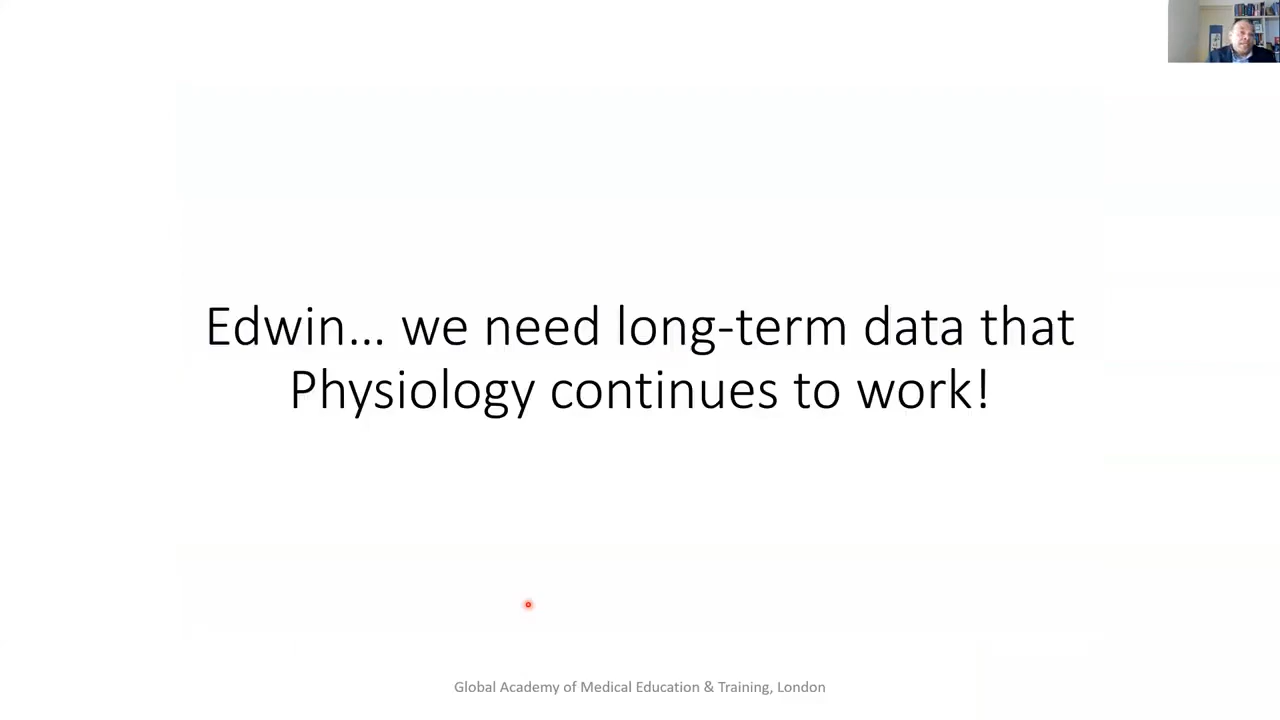 Edwin... we need long-term data that
Physiology continues to work!
Global Academy of Medical Education & Training, London